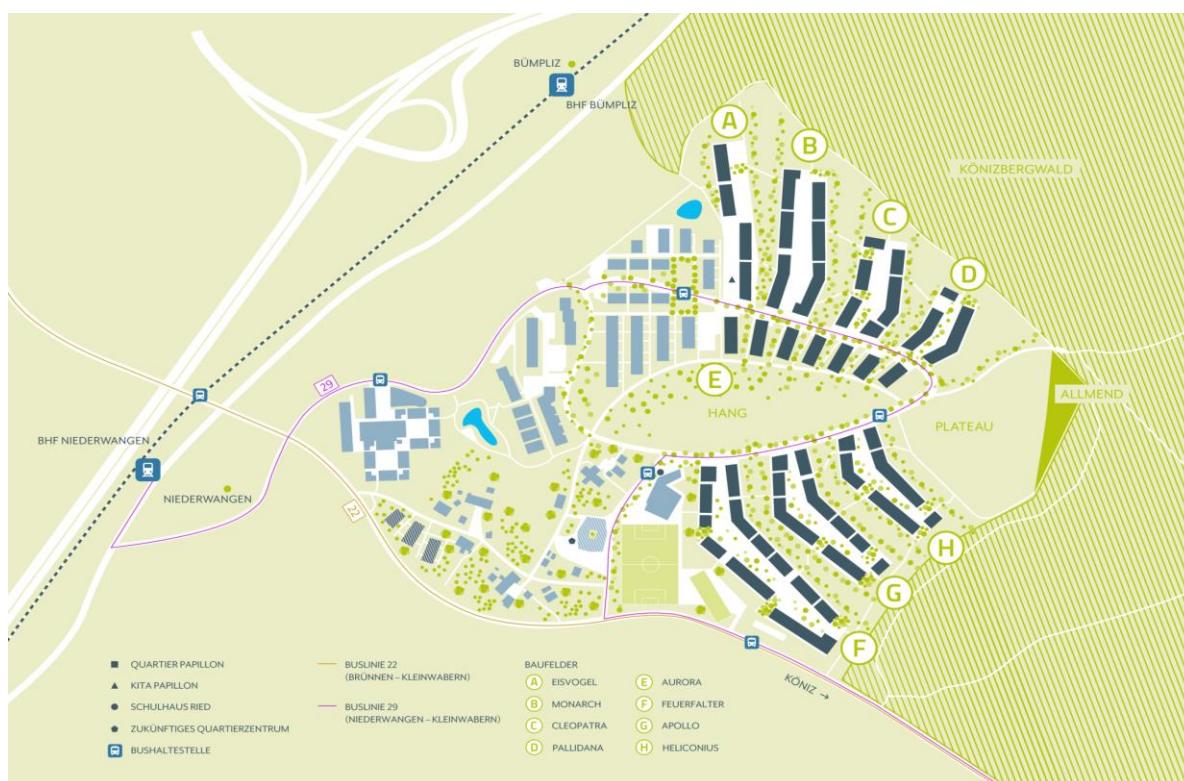 BÜMPLIZ
BHF BÜMPLIZ
A
B
KÖNIZBERGWALD
C
D
E
HANG
ALLMEND
PLATEAU
29
BHF NIEDERWANGEN
NIEDERWANGEN
22
H
G
F
KÖNIZ →
QUARTIER PAPILLON
KITA PAPILLON
SCHULHAUS RIED
ZUKÜNFTIGES QUARTIERZENTRUM
BUSHALTESTELLE
BUSLINIE 22
(BRÜNNEN – KLEINWABERN)
BUSLINIE 29
(NIEDERWANGEN – KLEINWABERN)
BAUFELDER
A EISVOGEL
B MONARCH
C CLEOPATRA
D PALLIDANA
E AURORA
F FEUERFALTER
G APOLLO
H HELICONIUS